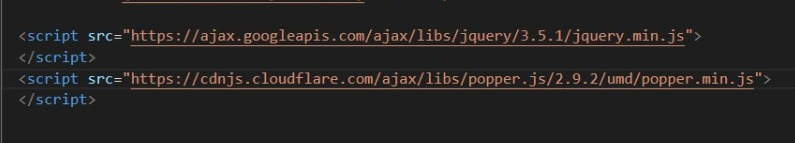 <script src="https://ajax.googleapis.com/ajax/libs/jquery/3.5.1/jquery.min.js">
</script>
<script src="https://cdnjs.cloudflare.com/ajax/libs/popper.js/2.9.2/umd/popper.min.js">
</script>